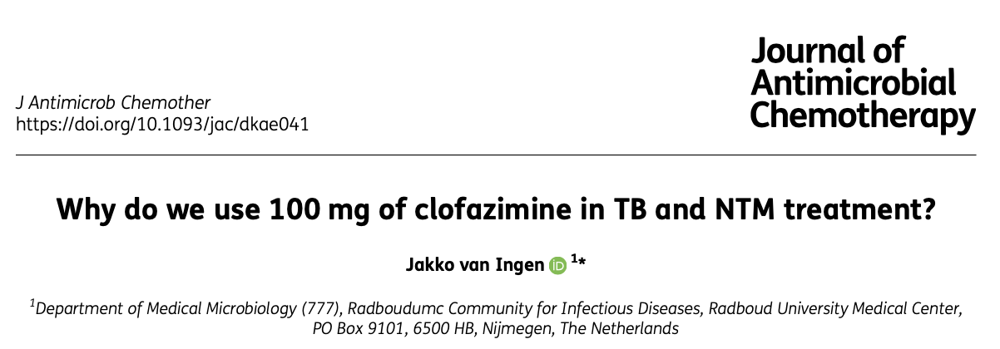 Journal of
Antimicrobial
Chemotherapy
J Antimicrob Chemother
https://doi.org/10.1093/jac/dkae041
Why do we use 100 mg of clofazimine in TB and NTM treatment?
Jakko van Ingen iD 1*
1Department of Medical Microbiology (777), Radboudumc Community for Infectious Diseases, Radboud University Medical Center,
PO Box 9101, 6500 HB, Nijmegen, The Netherlands